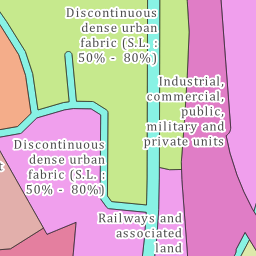 Discontinuous
dense urban
fabric (S.L. :
50% - 80%)
Industrial,
commercial,
public,
military and
private units
Discontinuous
dense urban
fabric (S.L. :
50% - 80%)
t
Railways and
associated
land